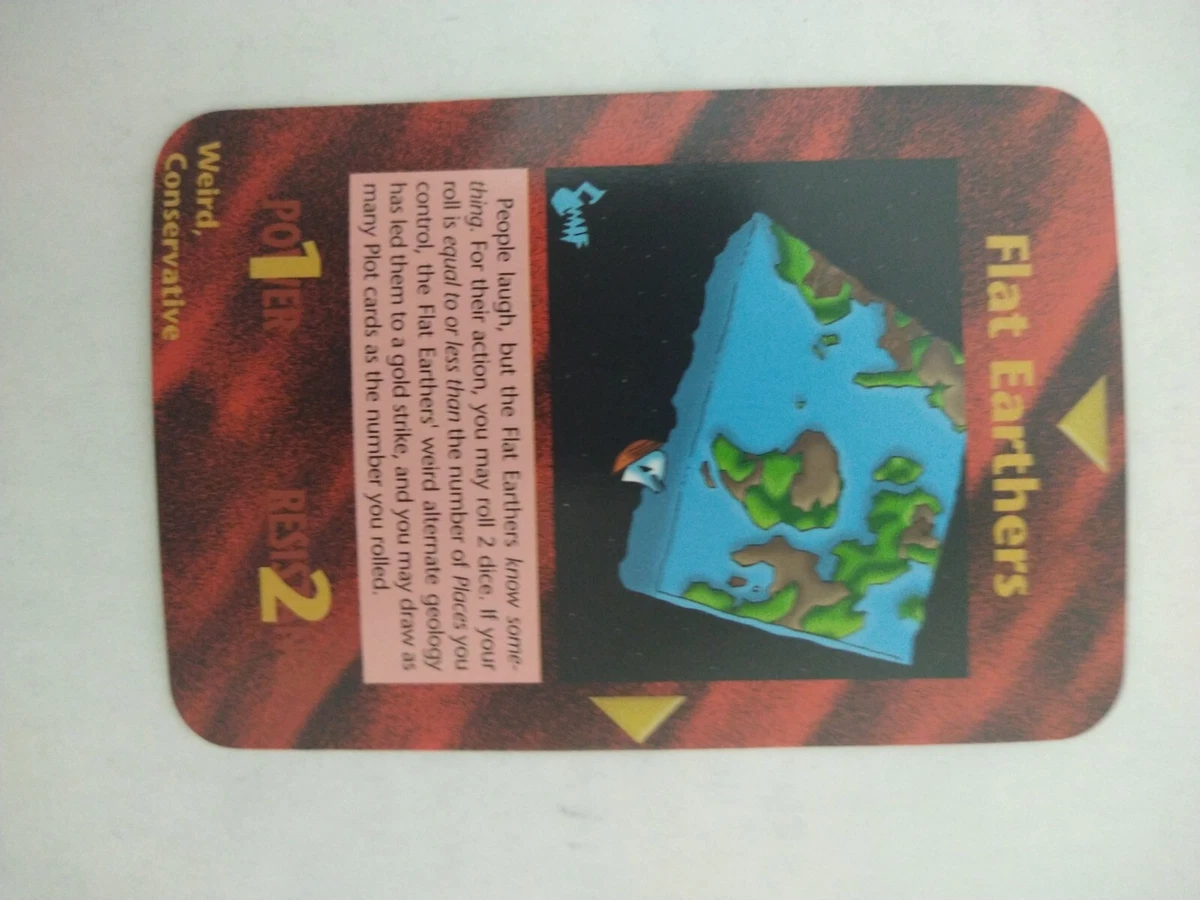 Flat Earthers
People laugh, but the Flat Earthers know some-
thing. For their action, you may roll 2 dice. If your
roll is equal to or less than the number of Places you
control, the Flat Earthers' weird alternate geology
has led them to a gold strike, and you may draw as
many Plot cards as the number you rolled.
POWER
1
2
Weird,
Conservative